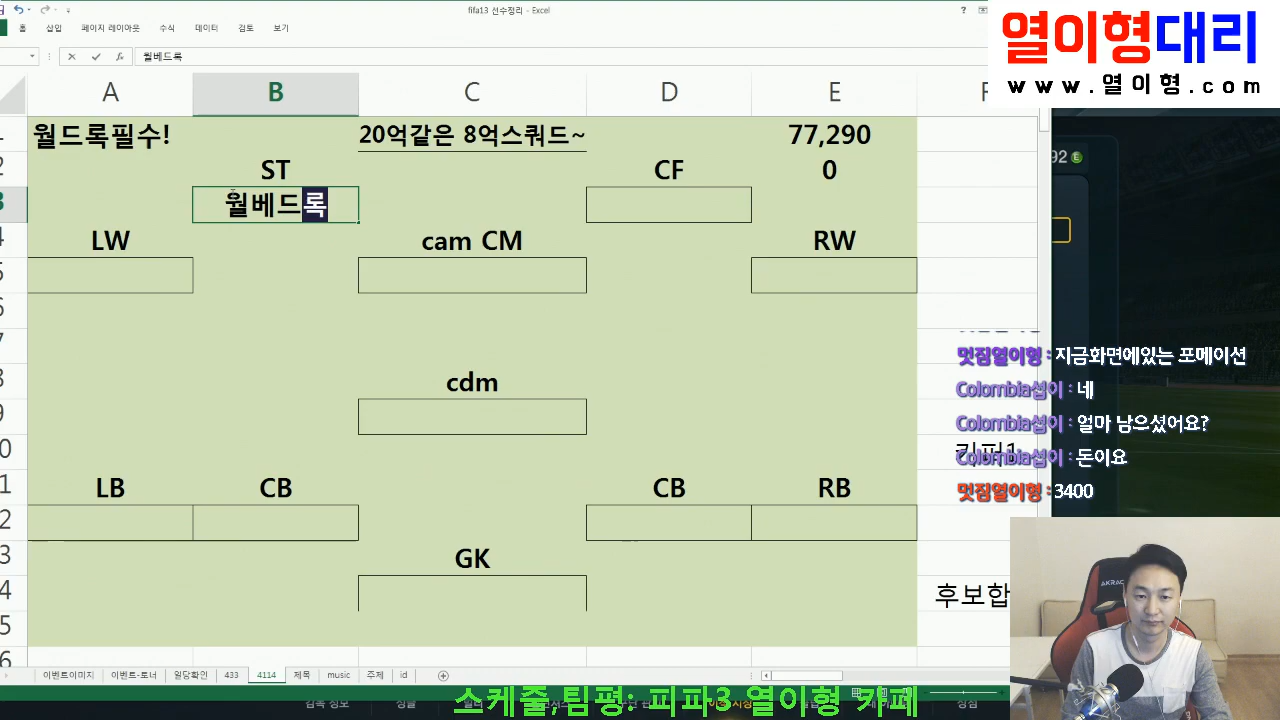 fifa13 선수정리 - Excel
홈 삽입 페이지 레이아웃 수식 데이터 검토 보기
열이형대리
www.열이형.com
월베드록
A B C D E F
월드록필수! 20억같은 8억스쿼드~ 77,290
ST CF 0
월베드록
LW cam CM RW
멋짐열이형 : 지금화면에있는 포메이션
cdm
Colombia섭이 : 네
Colombia섭이 : 얼마 남으셨어요?
Colombia섭이 : 돈이요
LB CB CB RB
멋짐열이형 : 3400
GK
후보합
AKRAC
이벤트이미지 이벤트-토너 일당확인 433 4114 제목 music 주제 id
스케줄,팀평: 피파3 열이형 카페